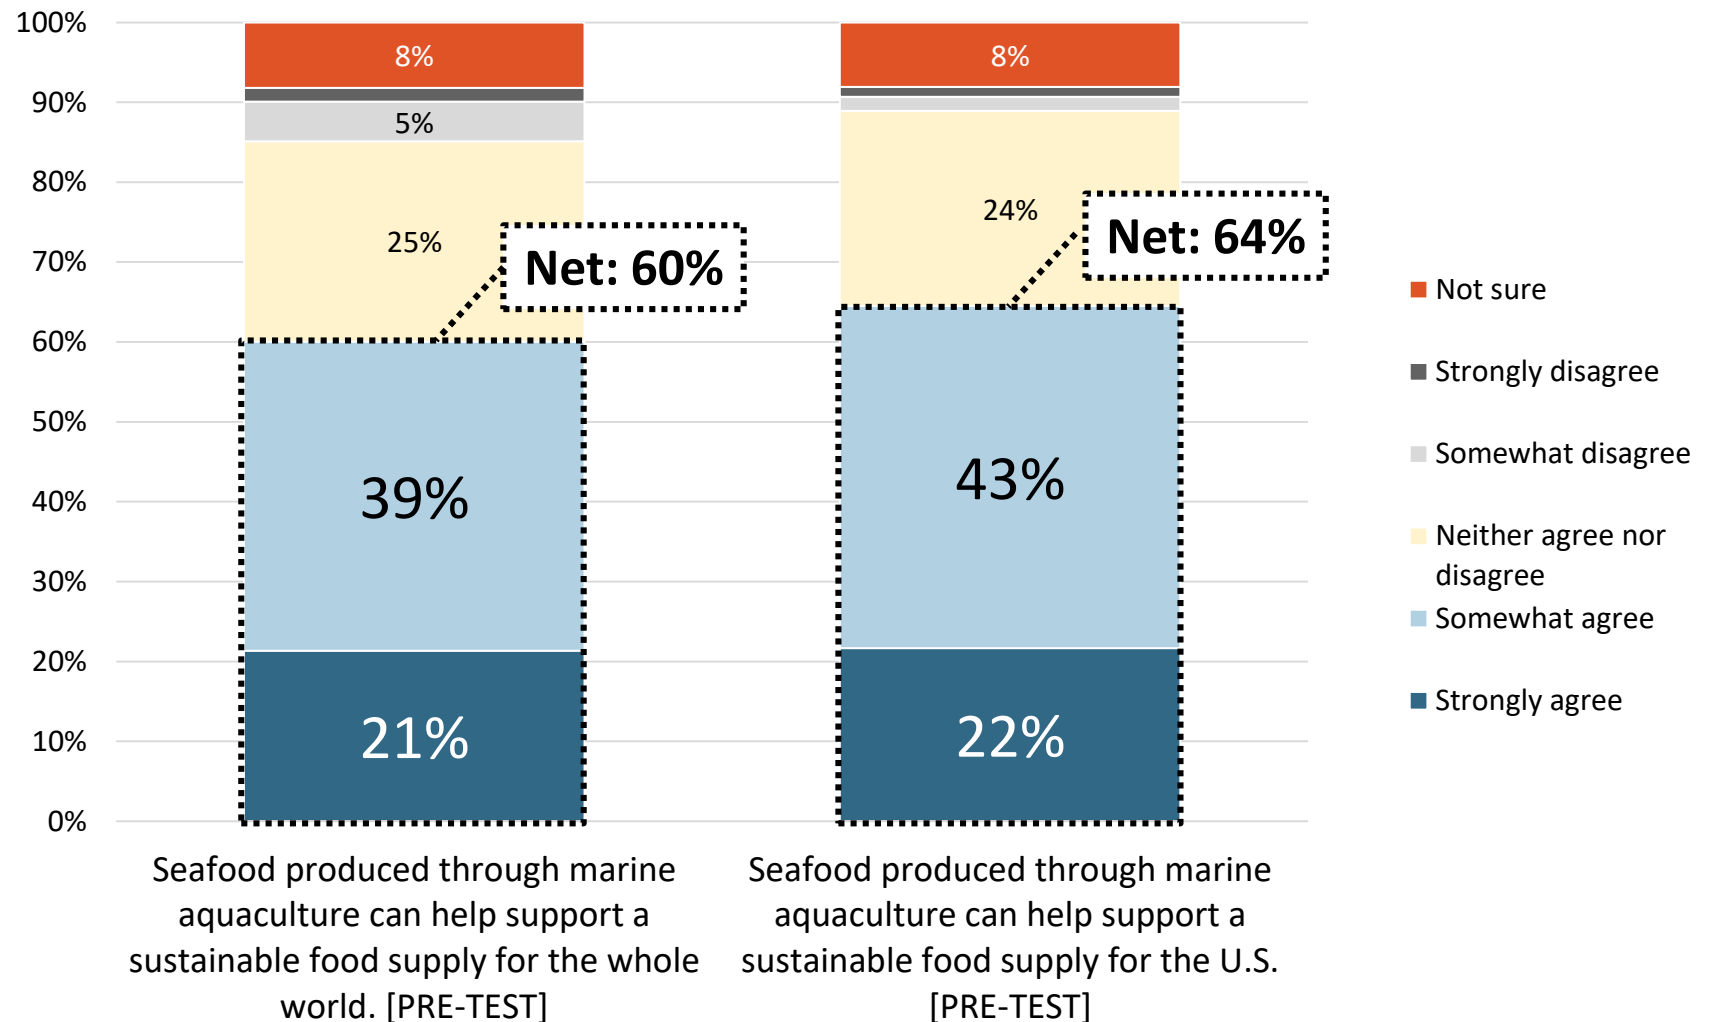 100%
90%
80%
70%
60%
50%
40%
30%
20%
10%
0%
8%
5%
25%
Net: 60%
39%
21%
8%
24%
Net: 64%
43%
22%
Seafood produced through marine
aquaculture can help support a
sustainable food supply for the whole
world. [PRE-TEST]
Seafood produced through marine
aquaculture can help support a
sustainable food supply for the U.S.
[PRE-TEST]
Not sure
Strongly disagree
Somewhat disagree
Neither agree nor
disagree
Somewhat agree
Strongly agree